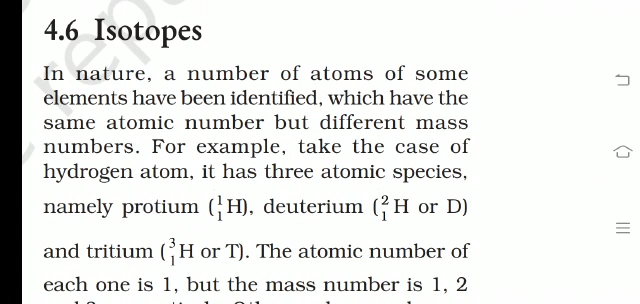 4.6 Isotopes
In nature, a number of atoms of some
elements have been identified, which have the
same atomic number but different mass
numbers. For example, take the case of
hydrogen atom, it has three atomic species,
namely protium (¹₁H), deuterium (²₁H or D)
and tritium (³₁H or T). The atomic number of
each one is 1, but the mass number is 1, 2